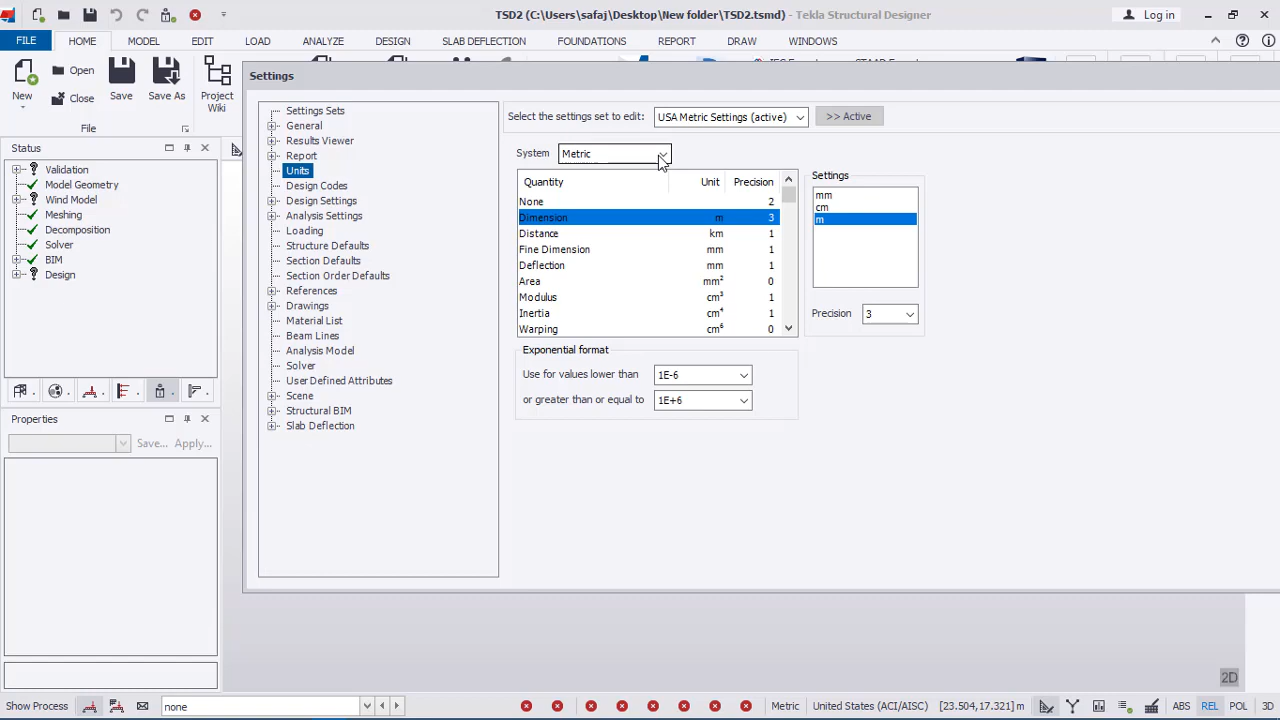 TSD2 (C:\Users\safaj\Desktop\New folder\TSD2.tsmd) - Tekla Structural Designer
Log in
FILE HOME MODEL EDIT LOAD ANALYZE DESIGN SLAB DEFLECTION FOUNDATIONS REPORT DRAW WINDOWS
New
Open
Close
Save
Save As
Project
Wiki
File
Status
Validation
Model Geometry
Wind Model
Meshing
Decomposition
Solver
BIM
Design
Properties
Save... Apply...
Settings
Settings Sets
General
Results Viewer
Report
Units
Design Codes
Design Settings
Analysis Settings
Loading
Structure Defaults
Section Defaults
Section Order Defaults
References
Drawings
Material List
Beam Lines
Analysis Model
Solver
User Defined Attributes
Scene
Structural BIM
Slab Deflection
Select the settings set to edit: USA Metric Settings (active) >> Active
System Metric
Quantity Unit Precision
None 2
Dimension m 3
Distance km 1
Fine Dimension mm 1
Deflection mm 1
Area mm² 0
Modulus cm³ 1
Inertia cm⁴ 1
Warping cm⁶ 0
Settings
mm
cm
m
Precision 3
Exponential format
Use for values lower than 1E-6
or greater than or equal to 1E+6
2D
Show Process none Metric United States (ACI/AISC) [23.504,17.321] m ABS REL POL 3D